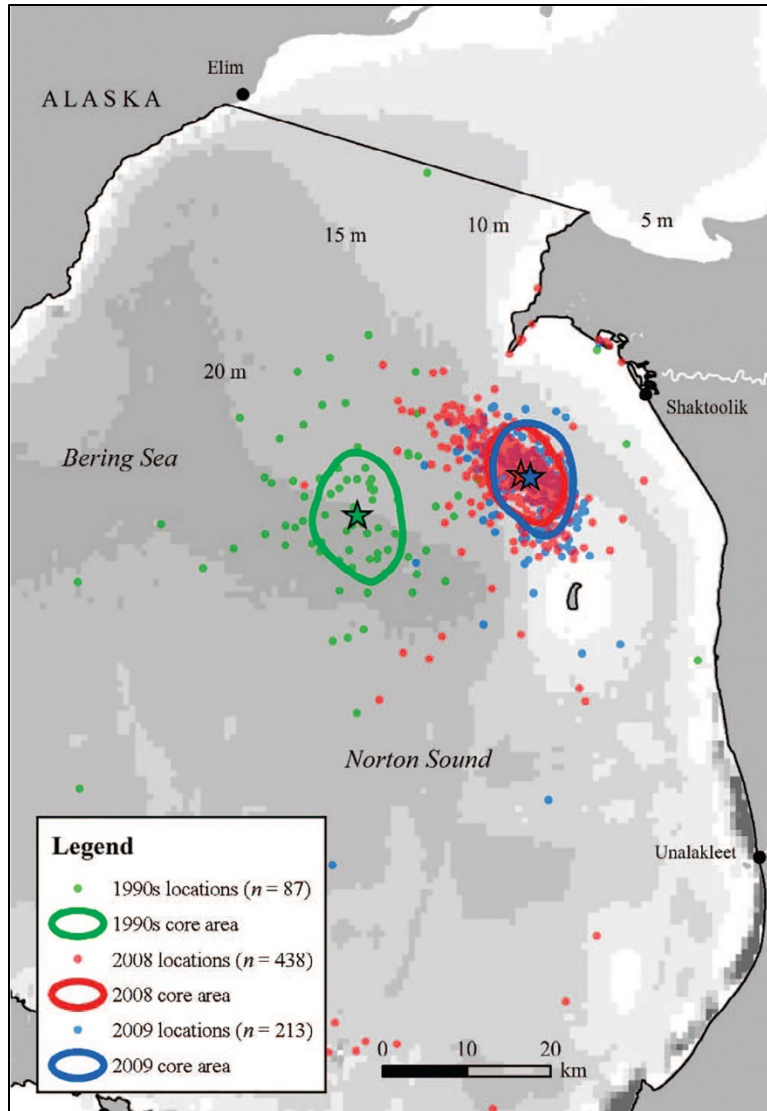 Elim
ALASKA
10 m
5 m
15 m
20 m
Shaktoolik
Bering Sea
Norton Sound
Unalakleet
Legend
1990s locations (n = 87)
1990s core area
2008 locations (n = 438)
2008 core area
2009 locations (n = 213)
2009 core area
0 10 20
km